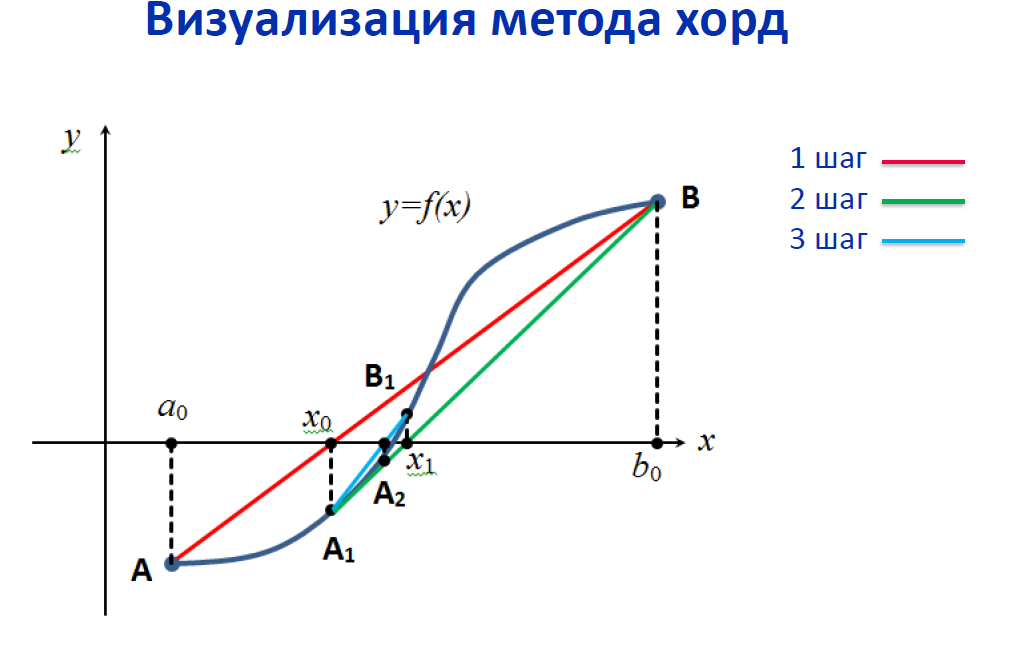 Визуализация метода хорд
y
1 шаг
2 шаг
3 шаг
y=f(x)
B
B₁
a₀
x₀
x
x₁
b₀
A₂
A₁
A